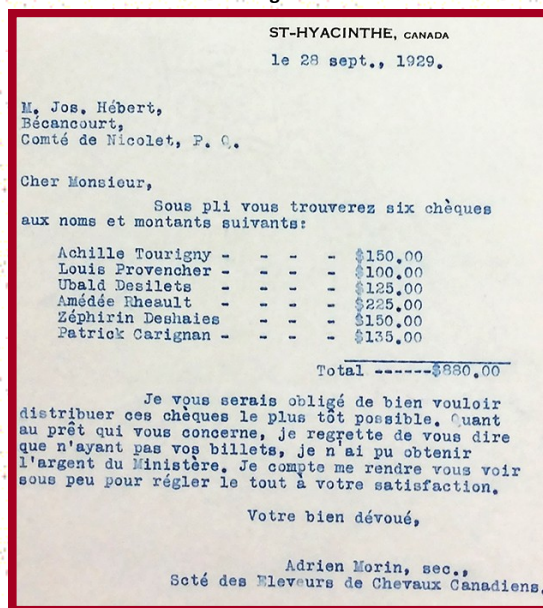 ST-HYACINTHE, CANADA
le 28 sept., 1929.
M. Jos. Hébert,
Bécancourt,
Comté de Nicolet, P. Q.
Cher Monsieur,
Sous pli vous trouverez six chèques
aux noms et montants suivants:
Achille Tourigny - - - - $150.00
Louis Provencher - - - - $100.00
Ubald Desilets - - - - $125.00
Amédée Rheault - - - - $225.00
Zéphirin Deshaies - - - $150.00
Patrick Carignan - - - - $135.00
Total ------$880.00
Je vous serais obligé de bien vouloir
distribuer ces chèques le plus tôt possible. Quant
au prêt qui vous concerne, je regrette de vous dire
que n'ayant pas vos billets, je n'ai pu obtenir
l'argent du Ministère. Je compte me rendre vous voir
sous peu pour régler le tout à votre satisfaction.
Votre bien dévoué,
Adrien Morin, sec.,
Scté des Eleveurs de Chevaux Canadiens.